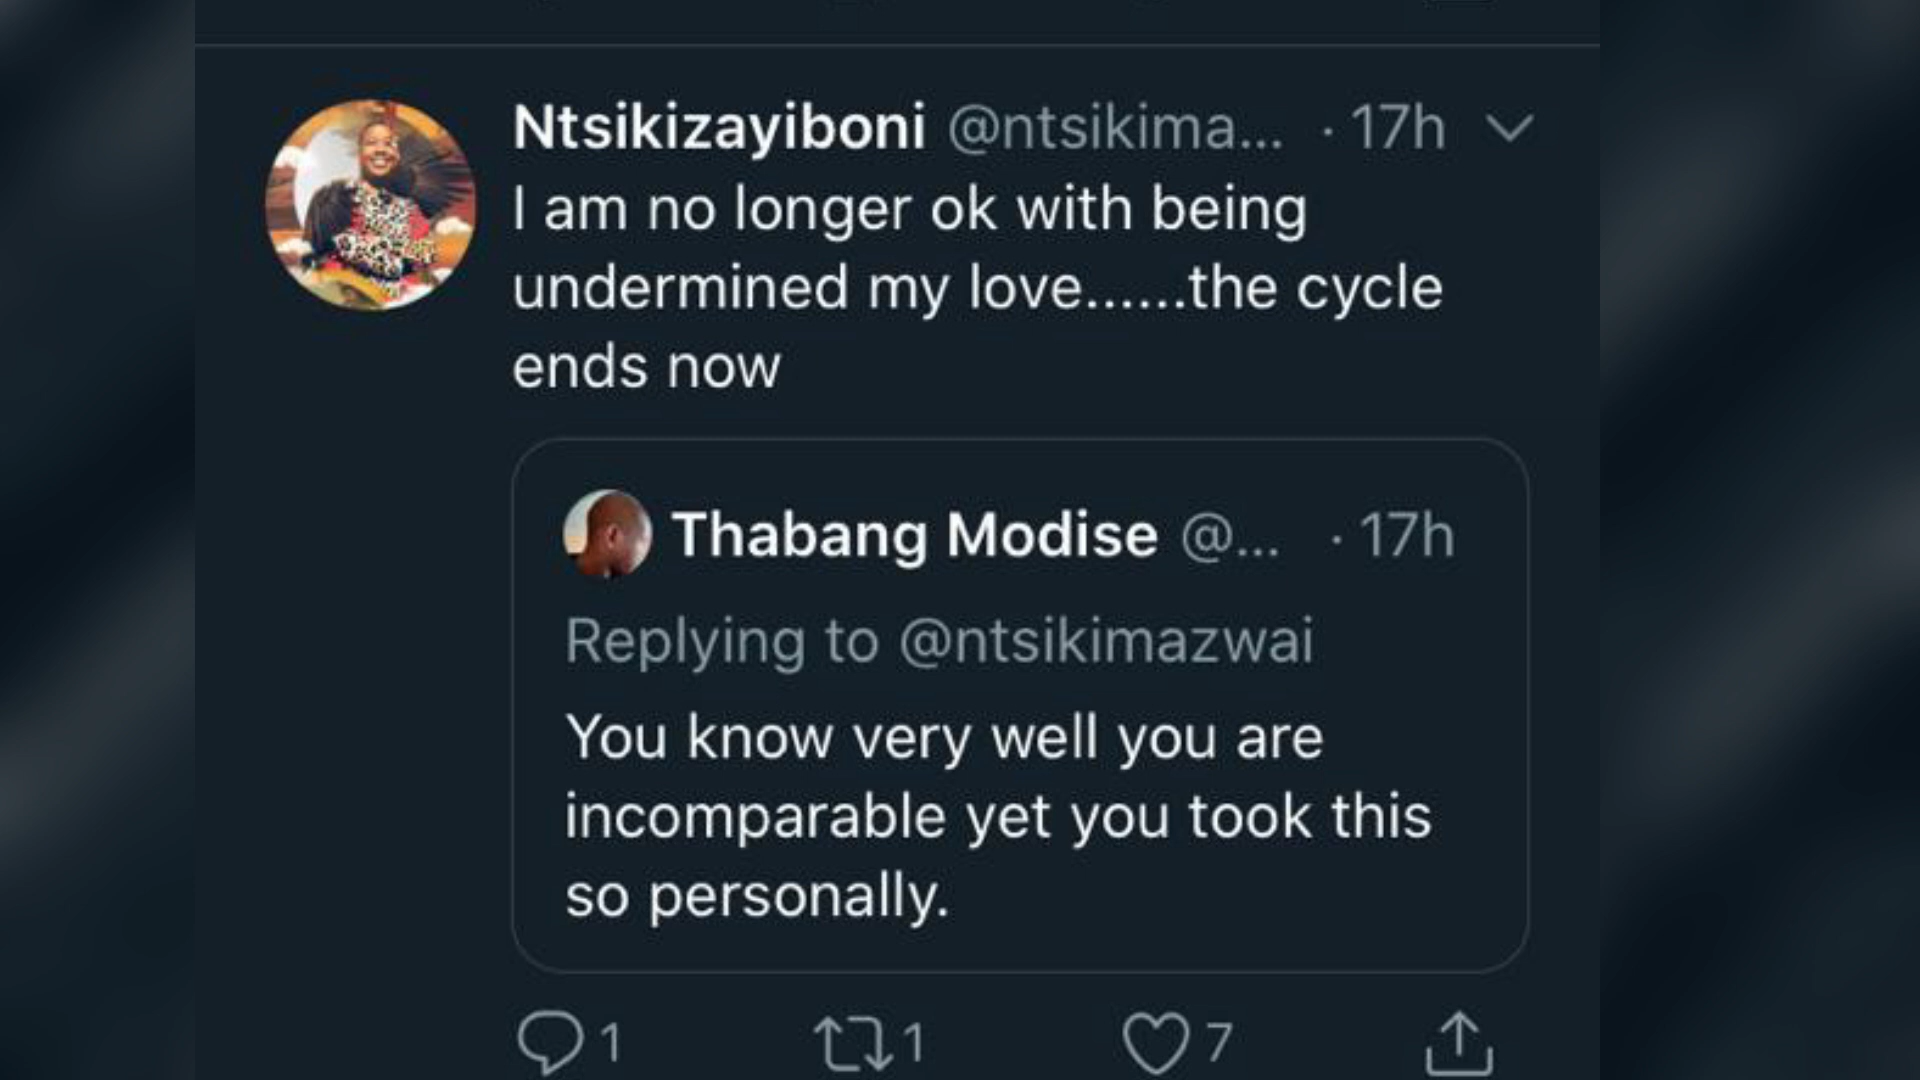 Ntsikizayiboni @ntsikima... · 17h
I am no longer ok with being
undermined my love......the cycle
ends now
Thabang Modise @... · 17h
Replying to @ntsikimazwai
You know very well you are
incomparable yet you took this
so personally.
1 1 7